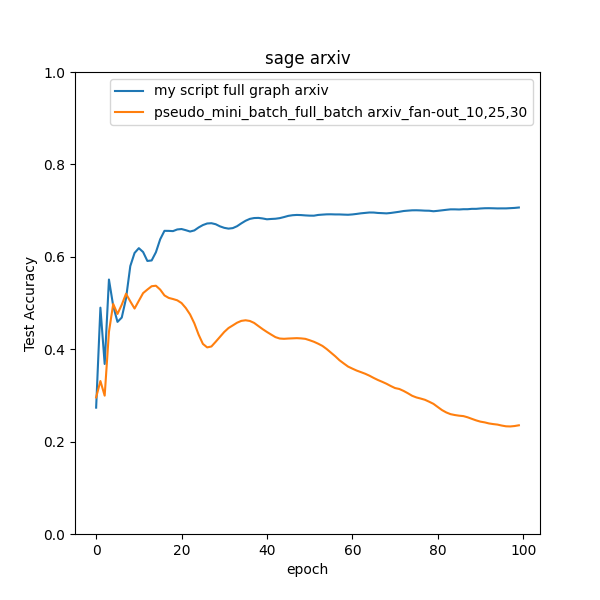 sage arxiv
my script full graph arxiv
pseudo_mini_batch_full_batch arxiv_fan-out_10,25,30
Test Accuracy
1.0
0.8
0.6
0.4
0.2
0.0
0 20 40 60 80 100
epoch